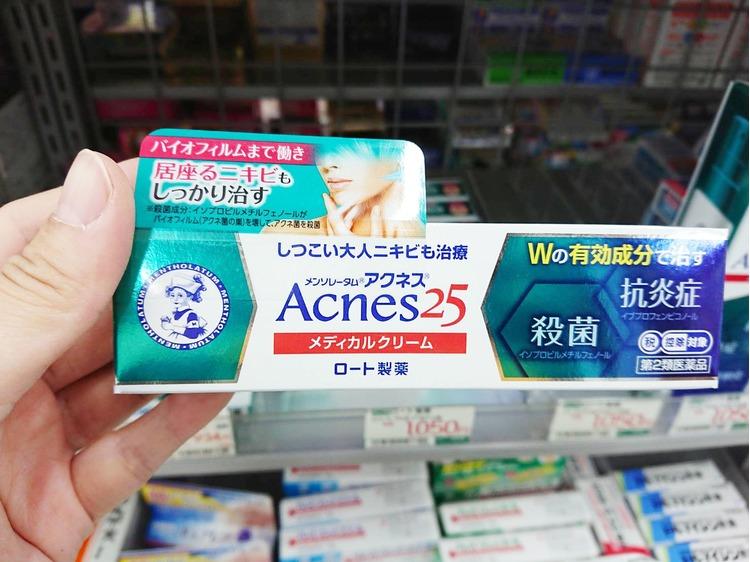 バイオフィルムまで働き
居座るニキビも
しっかり治す
※殺菌成分:イソプロピルメチルフェノールが
バイオフィルム(アクネ菌の巣)を壊して、アクネ菌を殺菌
しつこい大人ニキビも治療
メンソレータム® アクネス®
Acnes25
メディカルクリーム
ロート製薬
MENTHOLATUM MENTHOLATUM MENTHOLATUM
Wの有効成分で治す
抗炎症
イブプロフェンピコノール
殺菌
イソプロピルメチルフェノール
税 控除 対象
第2類医薬品
934
1050
1050